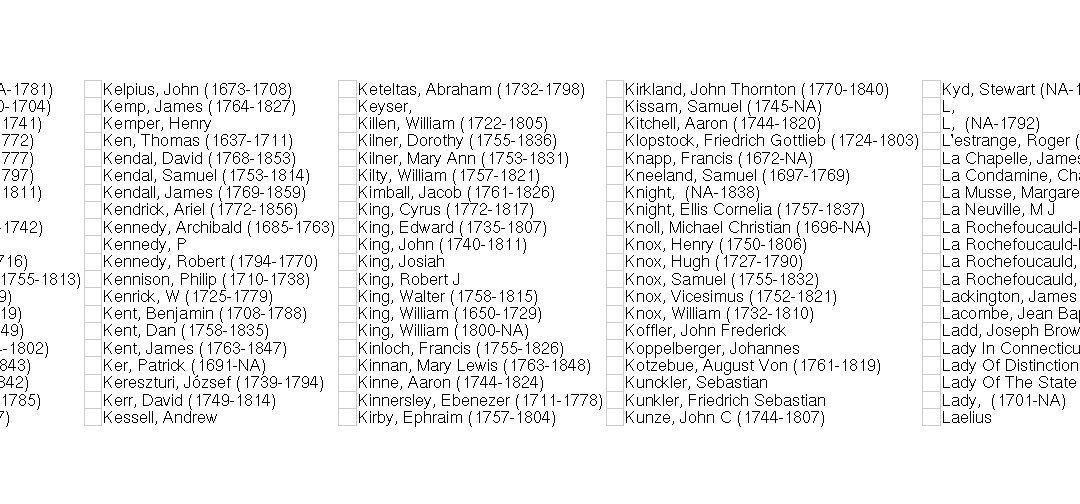 A-1781)
0-1704)
1741)
772)
777)
797)
1811)
-1742)
716)
1755-1813)
9)
19)
49)
-1802)
843)
842)
1785)
7)
Kelpius, John (1673-1708)
Kemp, James (1764-1827)
Kemper, Henry
Ken, Thomas (1637-1711)
Kendal, David (1768-1853)
Kendal, Samuel (1753-1814)
Kendall, James (1769-1859)
Kendrick, Ariel (1772-1856)
Kennedy, Archibald (1685-1763)
Kennedy, P
Kennedy, Robert (1794-1770)
Kennison, Philip (1710-1738)
Kenrick, W (1725-1779)
Kent, Benjamin (1708-1788)
Kent, Dan (1758-1835)
Kent, James (1763-1847)
Ker, Patrick (1691-NA)
Kereszturi, József (1739-1794)
Kerr, David (1749-1814)
Kessell, Andrew
Keteltas, Abraham (1732-1798)
Keyser,
Killen, William (1722-1805)
Kilner, Dorothy (1755-1836)
Kilner, Mary Ann (1753-1831)
Kilty, William (1757-1821)
Kimball, Jacob (1761-1826)
King, Cyrus (1772-1817)
King, Edward (1735-1807)
King, John (1740-1811)
King, Josiah
King, Robert J
King, Walter (1758-1815)
King, William (1650-1729)
King, William (1800-NA)
Kinloch, Francis (1755-1826)
Kinnan, Mary Lewis (1763-1848)
Kinne, Aaron (1744-1824)
Kinnersley, Ebenezer (1711-1778)
Kirby, Ephraim (1757-1804)
Kirkland, John Thornton (1770-1840)
Kissam, Samuel (1745-NA)
Kitchell, Aaron (1744-1820)
Klopstock, Friedrich Gottlieb (1724-1803)
Knapp, Francis (1672-NA)
Kneeland, Samuel (1697-1769)
Knight,  (NA-1838)
Knight, Ellis Cornelia (1757-1837)
Knoll, Michael Christian (1696-NA)
Knox, Henry (1750-1806)
Knox, Hugh (1727-1790)
Knox, Samuel (1755-1832)
Knox, Vicesimus (1752-1821)
Knox, William (1732-1810)
Koffler, John Frederick
Koppelberger, Johannes
Kotzebue, August Von (1761-1819)
Kunckler, Sebastian
Kunkler, Friedrich Sebastian
Kunze, John C (1744-1807)
Kyd, Stewart (NA-1
L,
L,  (NA-1792)
L'estrange, Roger (
La Chapelle, James
La Condamine, Cha
La Musse, Margare
La Neuville, M J
La Rochefoucauld-
La Rochefoucauld-
La Rochefoucauld,
La Rochefoucauld,
Lackington, James
Lacombe, Jean Bap
Ladd, Joseph Brow
Lady In Connecticu
Lady Of Distinction
Lady Of The State
Lady,  (1701-NA)
Laelius